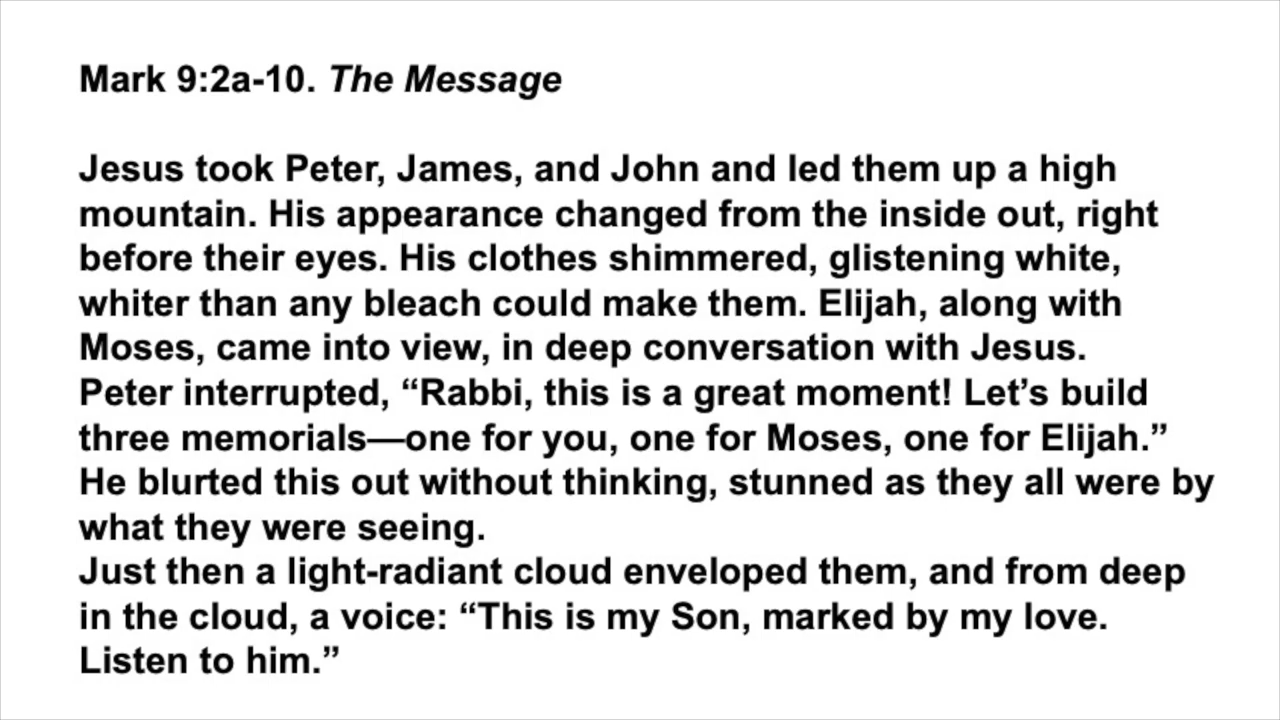 Mark 9:2a-10. The Message
Jesus took Peter, James, and John and led them up a high
mountain. His appearance changed from the inside out, right
before their eyes. His clothes shimmered, glistening white,
whiter than any bleach could make them. Elijah, along with
Moses, came into view, in deep conversation with Jesus.
Peter interrupted, “Rabbi, this is a great moment! Let’s build
three memorials—one for you, one for Moses, one for Elijah.”
He blurted this out without thinking, stunned as they all were by
what they were seeing.
Just then a light-radiant cloud enveloped them, and from deep
in the cloud, a voice: “This is my Son, marked by my love.
Listen to him.”